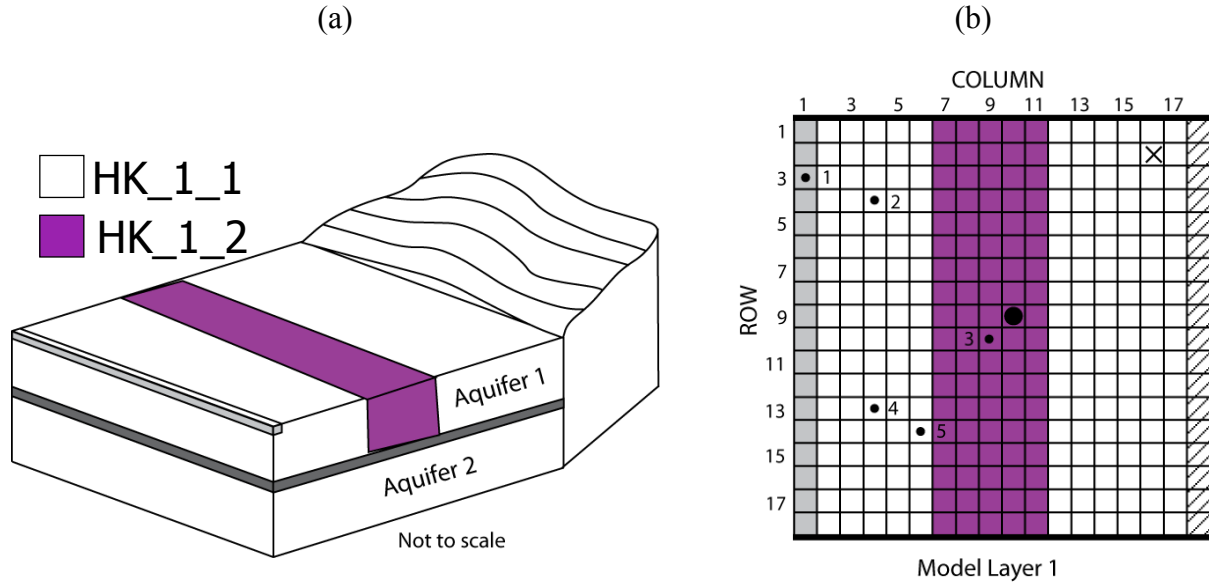 (a)
(b)
HK_1_1
HK_1_2
Aquifer 1
Aquifer 2
Not to scale
COLUMN
1 3 5 7 9 11 13 15 17
ROW
1
3
5
7
9
11
13
15
17
1
2
3
4
5
Model Layer 1